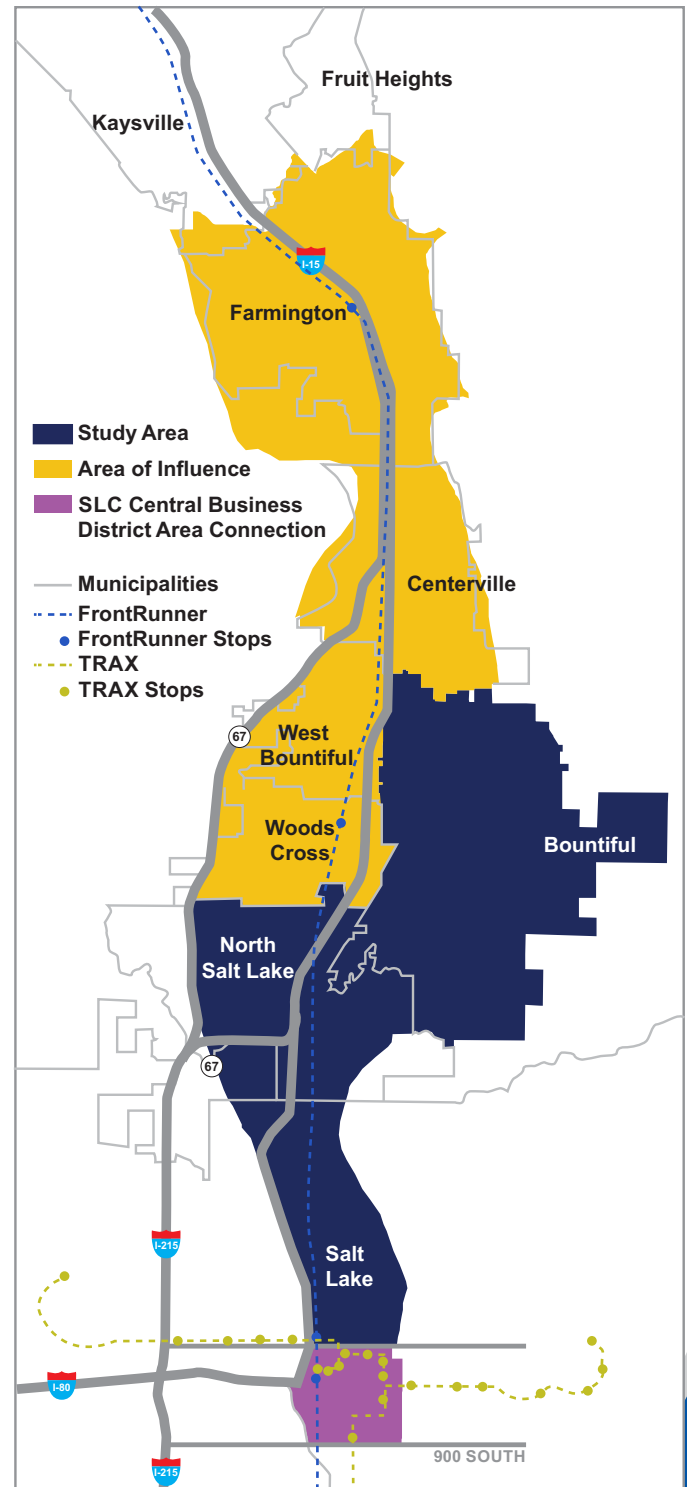 Fruit Heights
Kaysville
I-15
Farmington
Study Area
Area of Influence
SLC Central Business
District Area Connection
Municipalities
FrontRunner
FrontRunner Stops
TRAX
TRAX Stops
Centerville
67
West
Bountiful
Woods
Cross
Bountiful
North
Salt Lake
67
I-215
Salt
Lake
I-80
900 SOUTH
I-215